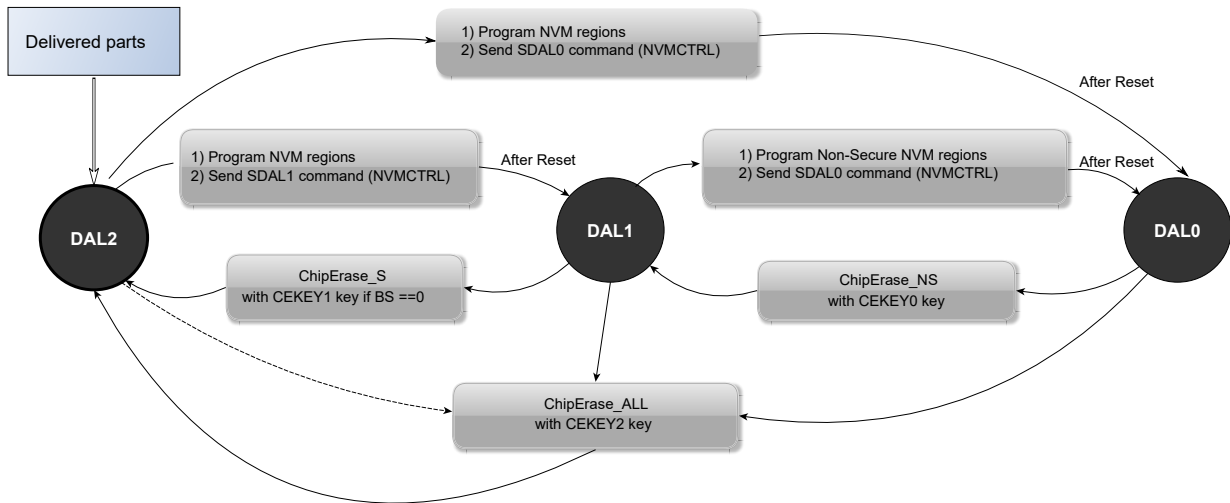 Delivered parts
1) Program NVM regions
2) Send SDAL0 command (NVMCTRL)
After Reset
1) Program NVM regions
2) Send SDAL1 command (NVMCTRL)
After Reset
1) Program Non-Secure NVM regions
2) Send SDAL0 command (NVMCTRL)
After Reset
DAL2
DAL1
DAL0
ChipErase_S
with CEKEY1 key if BS ==0
ChipErase_NS
with CEKEY0 key
ChipErase_ALL
with CEKEY2 key